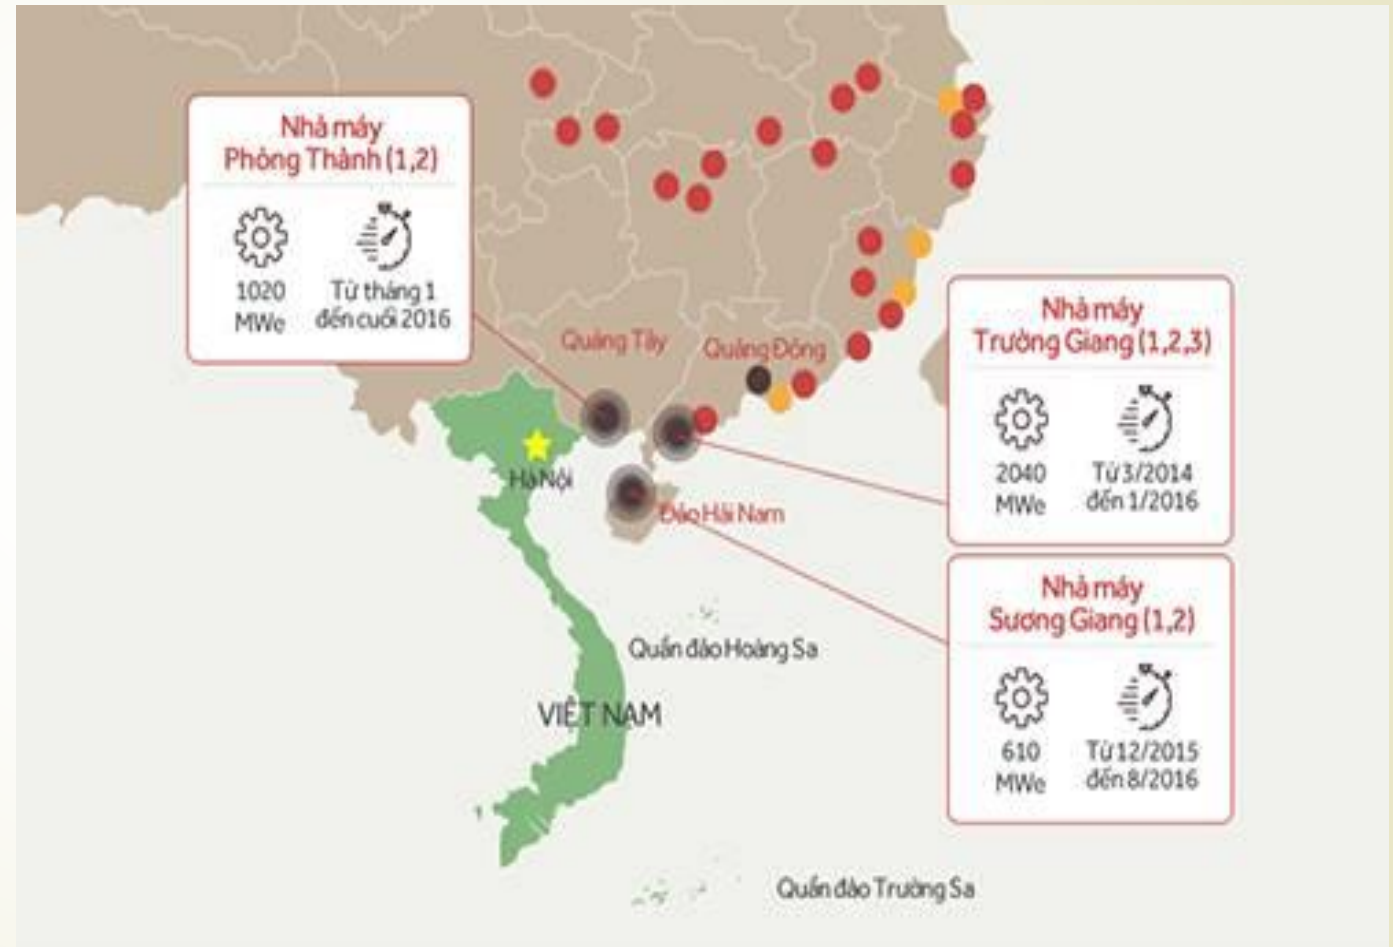 Nhà máy
Phòng Thành (1,2)
1020
MWe
Từ tháng 1
đến cuối 2016
Quảng Tây
Quảng Đông
Nhà máy
Trường Giang (1,2,3)
2040
MWe
Từ 3/2014
đến 1/2016
Hà Nội
Đảo Hải Nam
Nhà máy
Sương Giang (1,2)
610
MWe
Từ 12/2015
đến 8/2016
Quần đảo Hoàng Sa
VIỆT NAM
Quần đảo Trường Sa